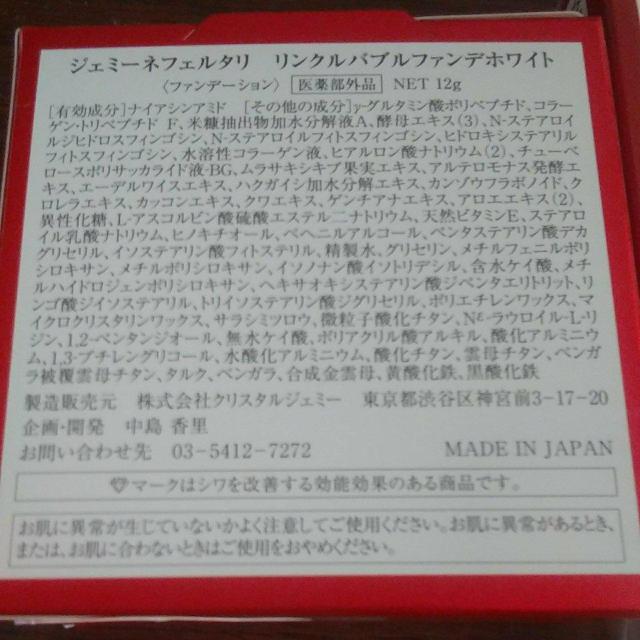 ジェミーネフェルタリ リンクルバブルファンデホワイト
〈ファンデーション〉 医薬部外品 NET 12g
[有効成分]ナイアシンアミド [その他の成分]γ-グルタミン酸ポリペプチド、コラー
ゲン・トリペプチド F、米糠抽出物加水分解液A、酵母エキス(3)、N-ステアロイ
ルジヒドロスフィンゴシン、N-ステアロイルフィトスフィンゴシン、ヒドロキシステアリル
フィトスフィンゴシン、水溶性コラーゲン液、ヒアルロン酸ナトリウム(2)、チューベ
ロースポリサッカライド液・BG、ムラサキシキブ果実エキス、アルテロモナス発酵エ
キス、エーデルワイスエキス、ハクガイシ加水分解エキス、カンゾウフラボノイド、ク
ロレラエキス、カッコンエキス、クワエキス、ゲンチアナエキス、アロエエキス(2)、
異性化糖、L-アスコルビン酸硫酸エステル二ナトリウム、天然ビタミンE、ステアロ
イル乳酸ナトリウム、ヒノキチオール、ベヘニルアルコール、ペンタステアリン酸デカ
グリセリル、イソステアリン酸フィトステリル、精製水、グリセリン、メチルフェニルポリ
シロキサン、メチルポリシロキサン、イソノナン酸イソトリデシル、含水ケイ酸、メチ
ルハイドロジェンポリシロキサン、ヘキサオキシステアリン酸ジペンタエリトリット、リ
ンゴ酸ジイソステアリル、トリイソステアリン酸ジグリセリル、ポリエチレンワックス、マ
イクロクリスタリンワックス、サラシミツロウ、微粒子酸化チタン、Nε-ラウロイル-L-リ
ジン、1,2-ペンタンジオール、無水ケイ酸、ポリアクリル酸アルキル、酸化アルミニウ
ム、1,3-ブチレングリコール、水酸化アルミニウム、酸化チタン、雲母チタン、ベンガ
ラ被覆雲母チタン、タルク、ベンガラ、合成金雲母、黄酸化鉄、黒酸化鉄
製造販売元 株式会社クリスタルジェミー 東京都渋谷区神宮前3-17-20
企画・開発 中島 香里
お問い合わせ先 03-5412-7272 MADE IN JAPAN
マークはシワを改善する効能効果のある商品です。
お肌に異常が生じていないかよく注意してご使用ください。お肌に異常があるとき、
または、お肌に合わないときはご使用をおやめください。